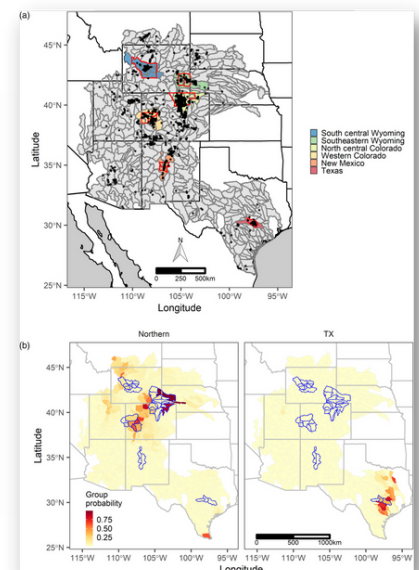 (a)
45°N
40°N
35°N
30°N
25°N
Latitude
N
0 250 500km
115°W 110°W 105°W 100°W 95°W
Longitude
South central Wyoming
Southeastern Wyoming
North central Colorado
Western Colorado
New Mexico
Texas
(b)
Northern TX
45°N
40°N
35°N
30°N
25°N
Latitude
Group
probability
0.75
0.50
0.25
0 500 1000km
115°W 110°W 105°W 100°W 95°W 115°W 110°W 105°W 100°W 95°W
Longitude